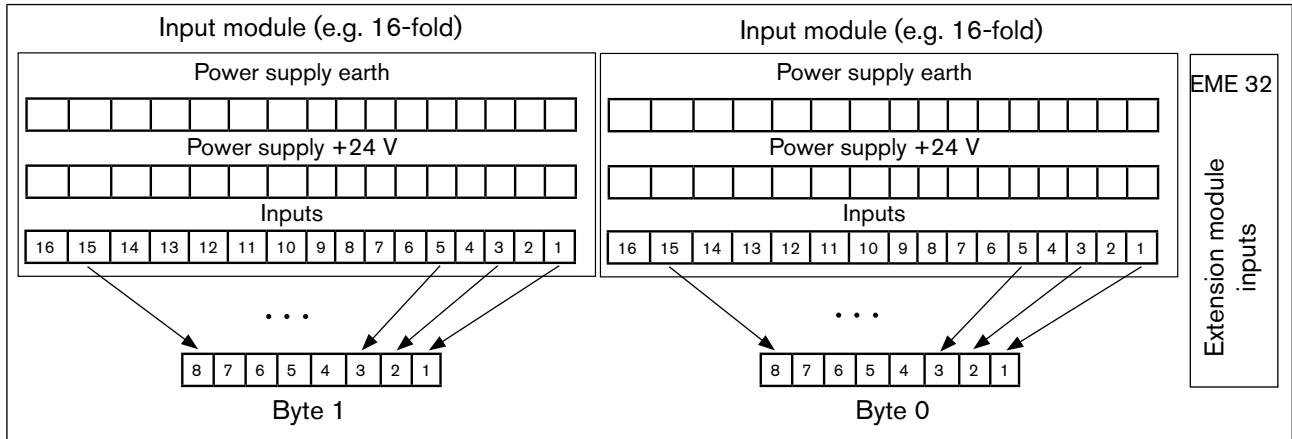 Input module (e.g. 16-fold)
Power supply earth
Power supply +24 V
Inputs
16 15 14 13 12 11 10 9 8 7 6 5 4 3 2 1
. . .
8 7 6 5 4 3 2 1
Byte 1
Input module (e.g. 16-fold)
Power supply earth
Power supply +24 V
Inputs
16 15 14 13 12 11 10 9 8 7 6 5 4 3 2 1
. . .
8 7 6 5 4 3 2 1
Byte 0
EME 32
Extension module
inputs